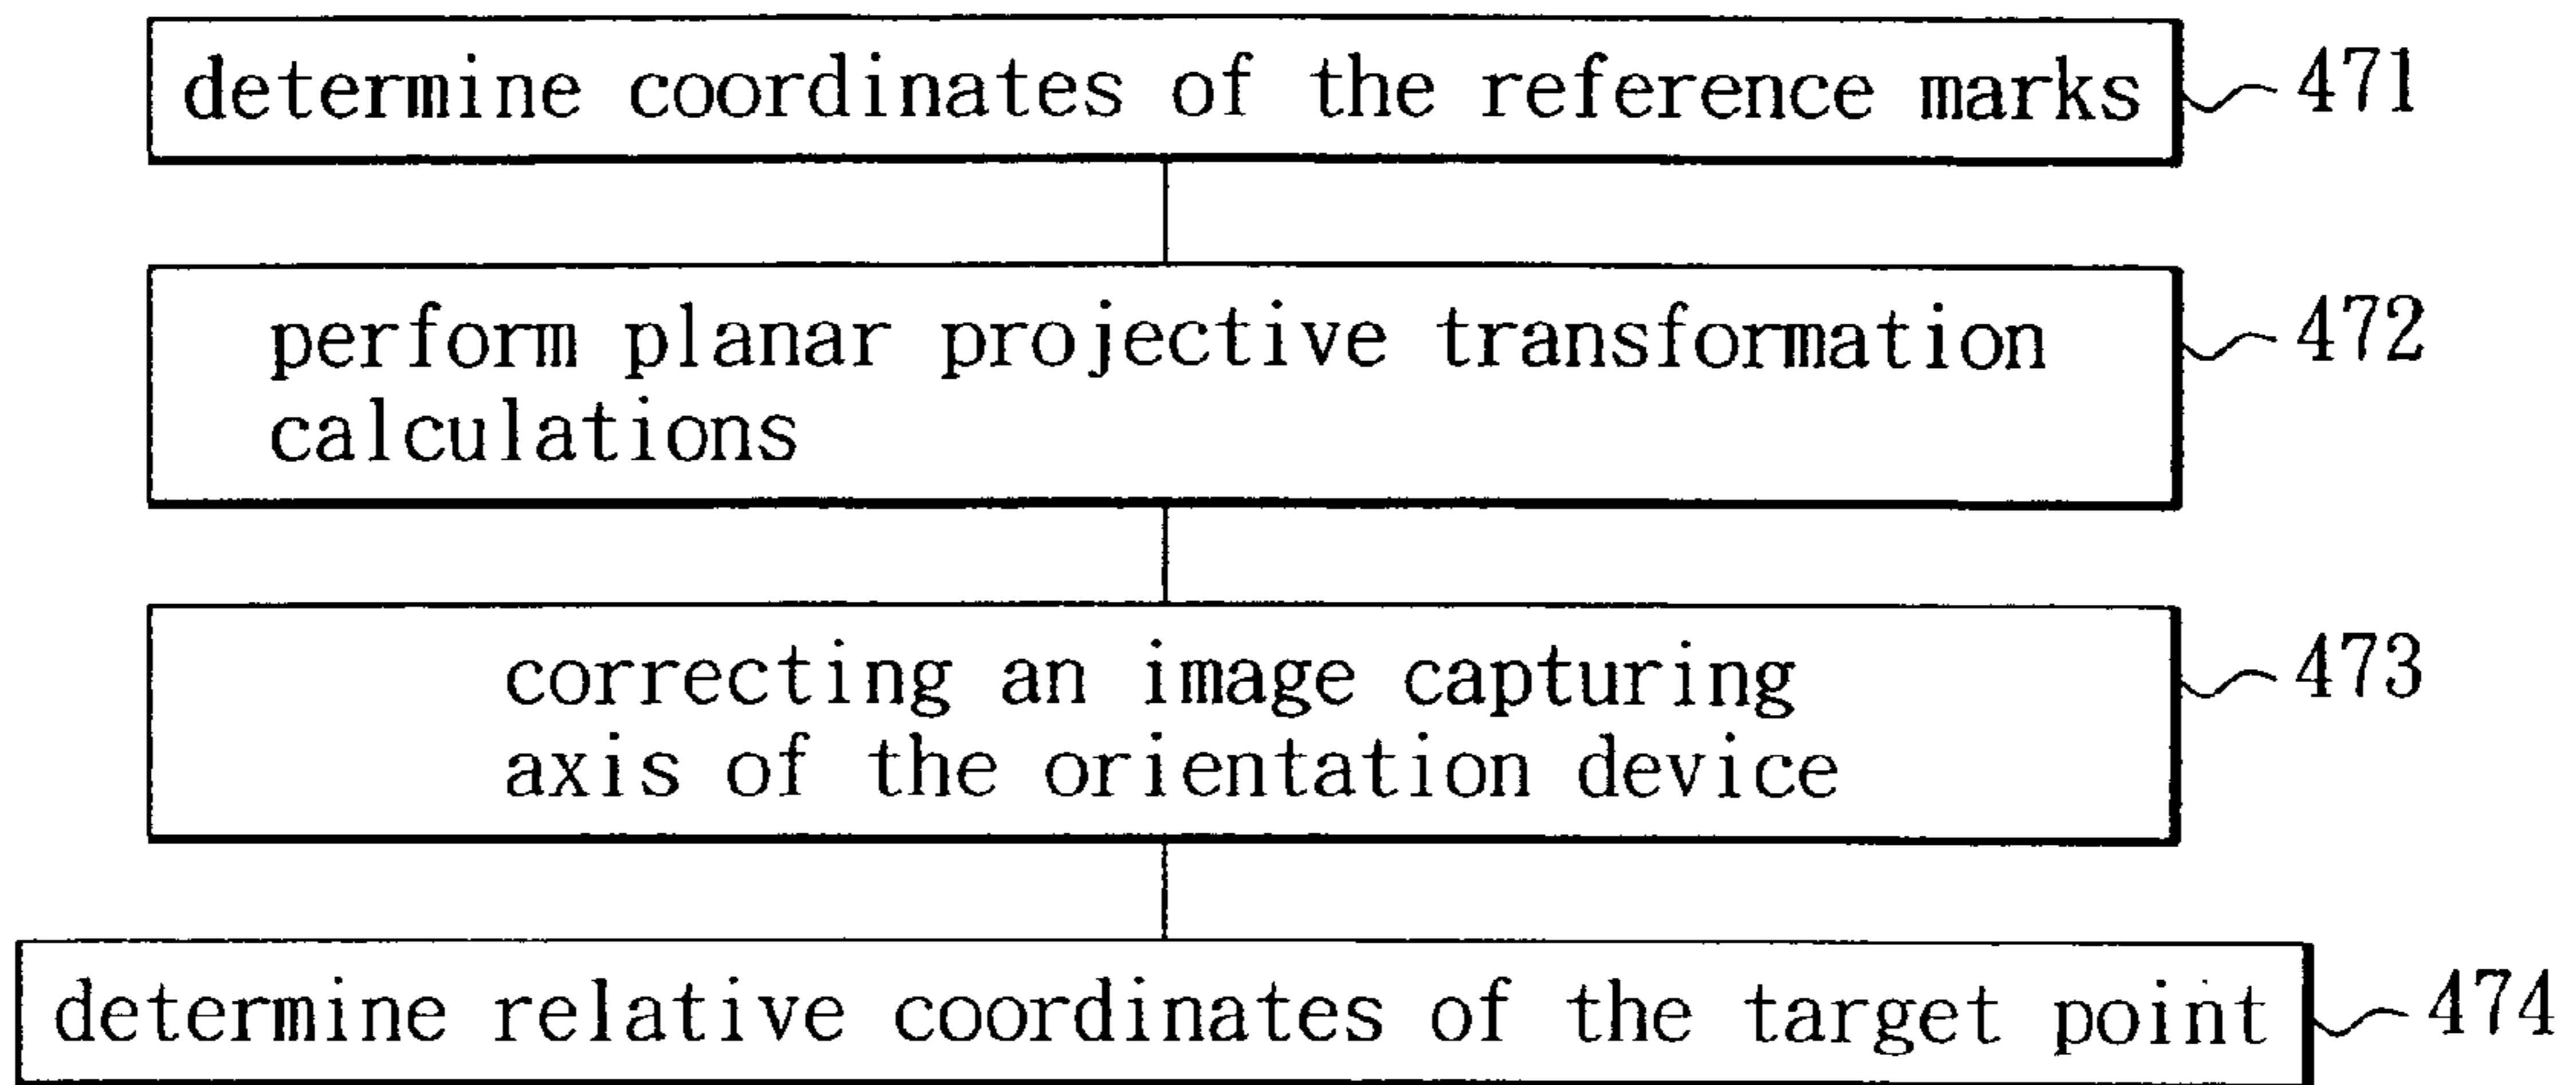 determine coordinates of the reference marks 471
perform planar projective transformation 472
calculations
correcting an image capturing 473
axis of the orientation device
determine relative coordinates of the target point 474